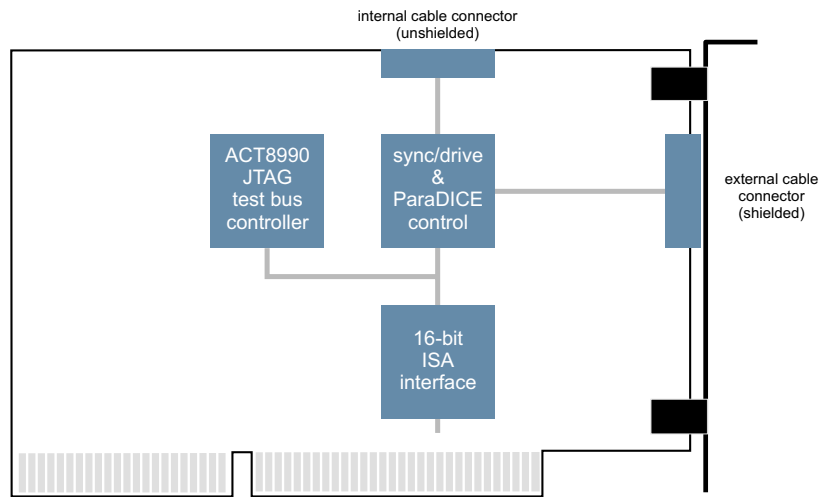 internal cable connector
(unshielded)
ACT8990
JTAG
test bus
controller
sync/drive
&
ParaDICE
control
external cable
connector
(shielded)
16-bit
ISA
interface